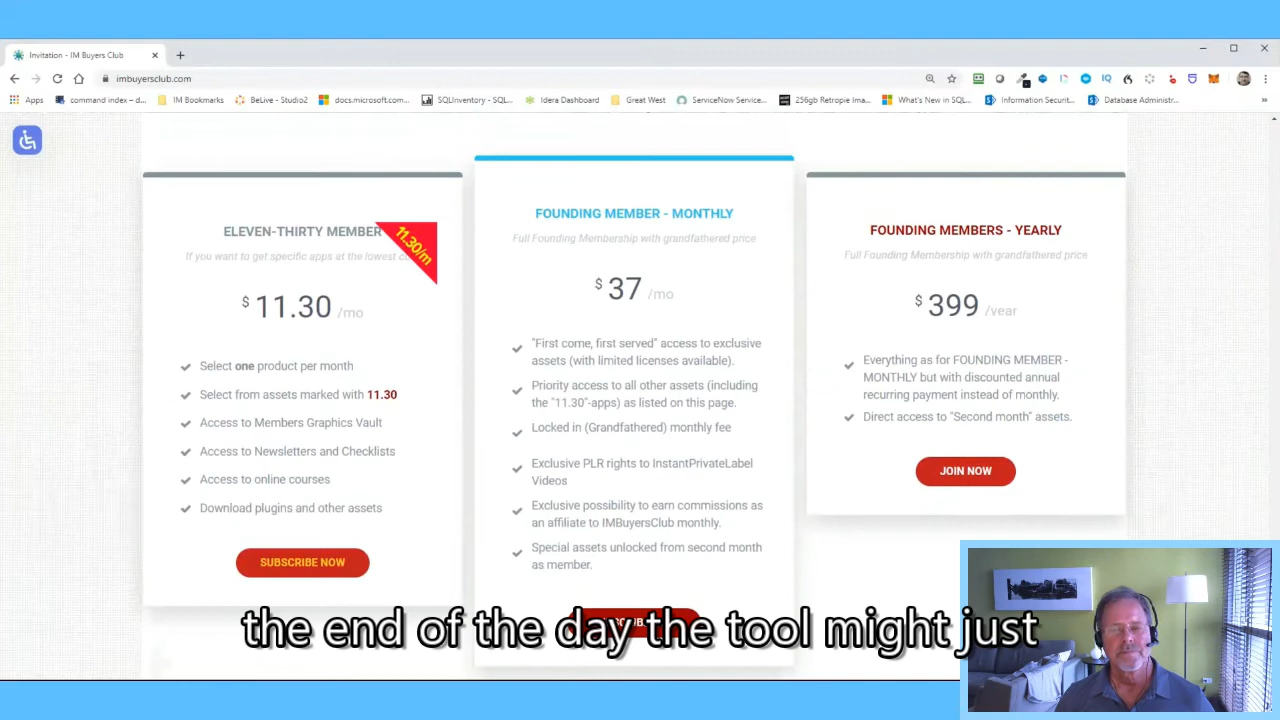 Invitation - IM Buyers Club
imbuyersclub.com
Apps
command index – d...
IM Bookmarks
BeLive - Studio2
docs.microsoft.com...
SQLInventory - SQL...
Idera Dashboard
Great West
ServiceNow Service...
256gb Retropie Ima...
What's New in SQL...
Information Securit...
Database Administr...
ELEVEN-THIRTY MEMBER
11.30/m
If you want to get specific apps at the lowest
$ 11.30 /mo
Select one product per month
Select from assets marked with 11.30
Access to Members Graphics Vault
Access to Newsletters and Checklists
Access to online courses
Download plugins and other assets
SUBSCRIBE NOW
FOUNDING MEMBER - MONTHLY
Full Founding Membership with grandfathered price
$ 37 /mo
"First come, first served" access to exclusive
assets (with limited licenses available).
Priority access to all other assets (including
the "11.30"-apps) as listed on this page.
Locked in (Grandfathered) monthly fee
Exclusive PLR rights to InstantPrivateLabel
Videos
Exclusive possibility to earn commissions as
an affiliate to IMBuyersClub monthly.
Special assets unlocked from second month
as member.
FOUNDING MEMBERS - YEARLY
Full Founding Membership with grandfathered price
$ 399 /year
Everything as for FOUNDING MEMBER -
MONTHLY but with discounted annual
recurring payment instead of monthly.
Direct access to "Second month" assets.
JOIN NOW
the end of the day the tool might just